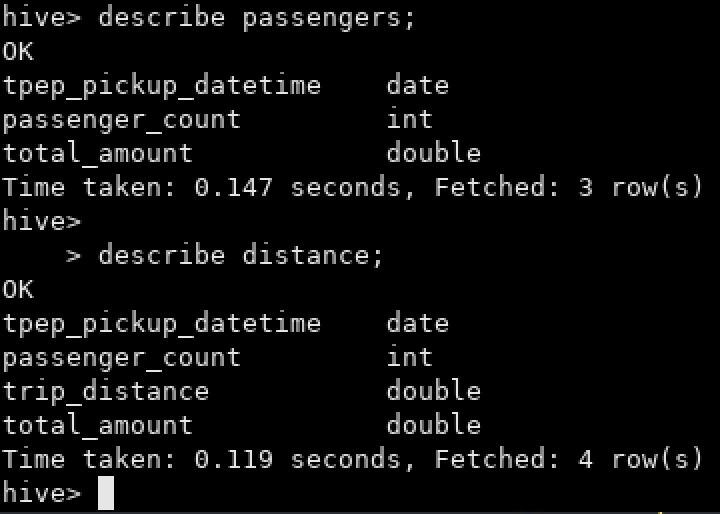 hive> describe passengers;
OK
tpep_pickup_datetime    date
passenger_count         int
total_amount            double
Time taken: 0.147 seconds, Fetched: 3 row(s)
hive>
    > describe distance;
OK
tpep_pickup_datetime    date
passenger_count         int
trip_distance           double
total_amount            double
Time taken: 0.119 seconds, Fetched: 4 row(s)
hive>